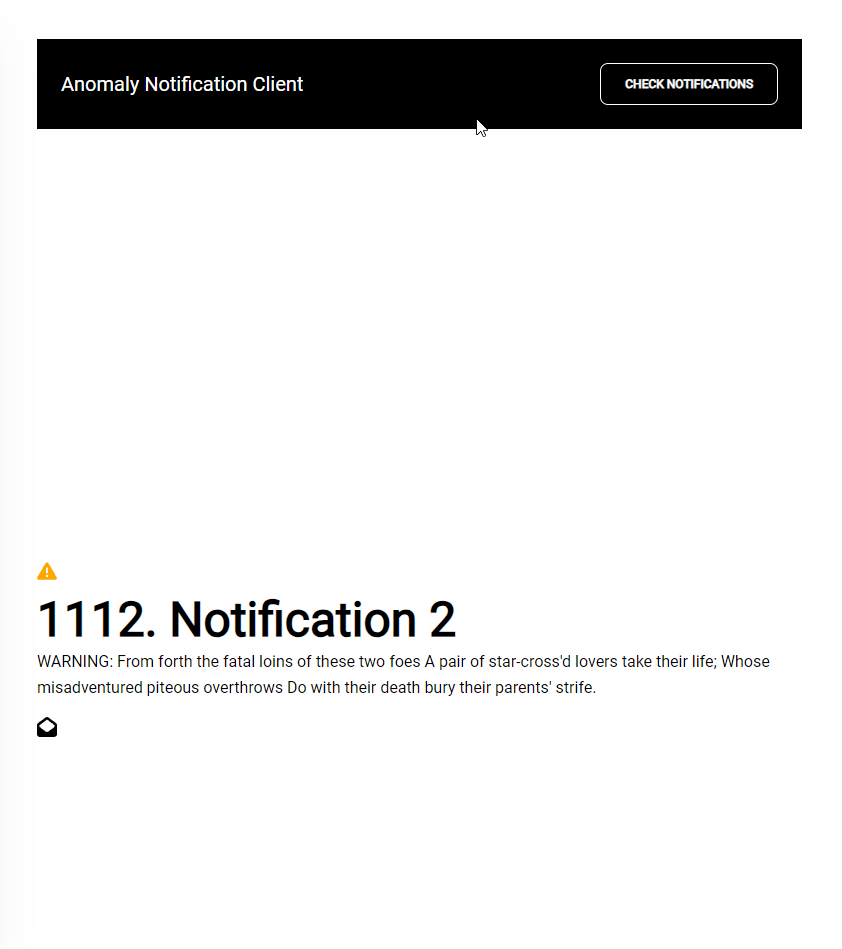 Anomaly Notification Client
CHECK NOTIFICATIONS
1112. Notification 2
WARNING: From forth the fatal loins of these two foes A pair of star-cross'd lovers take their life; Whose
misadventured piteous overthrows Do with their death bury their parents' strife.